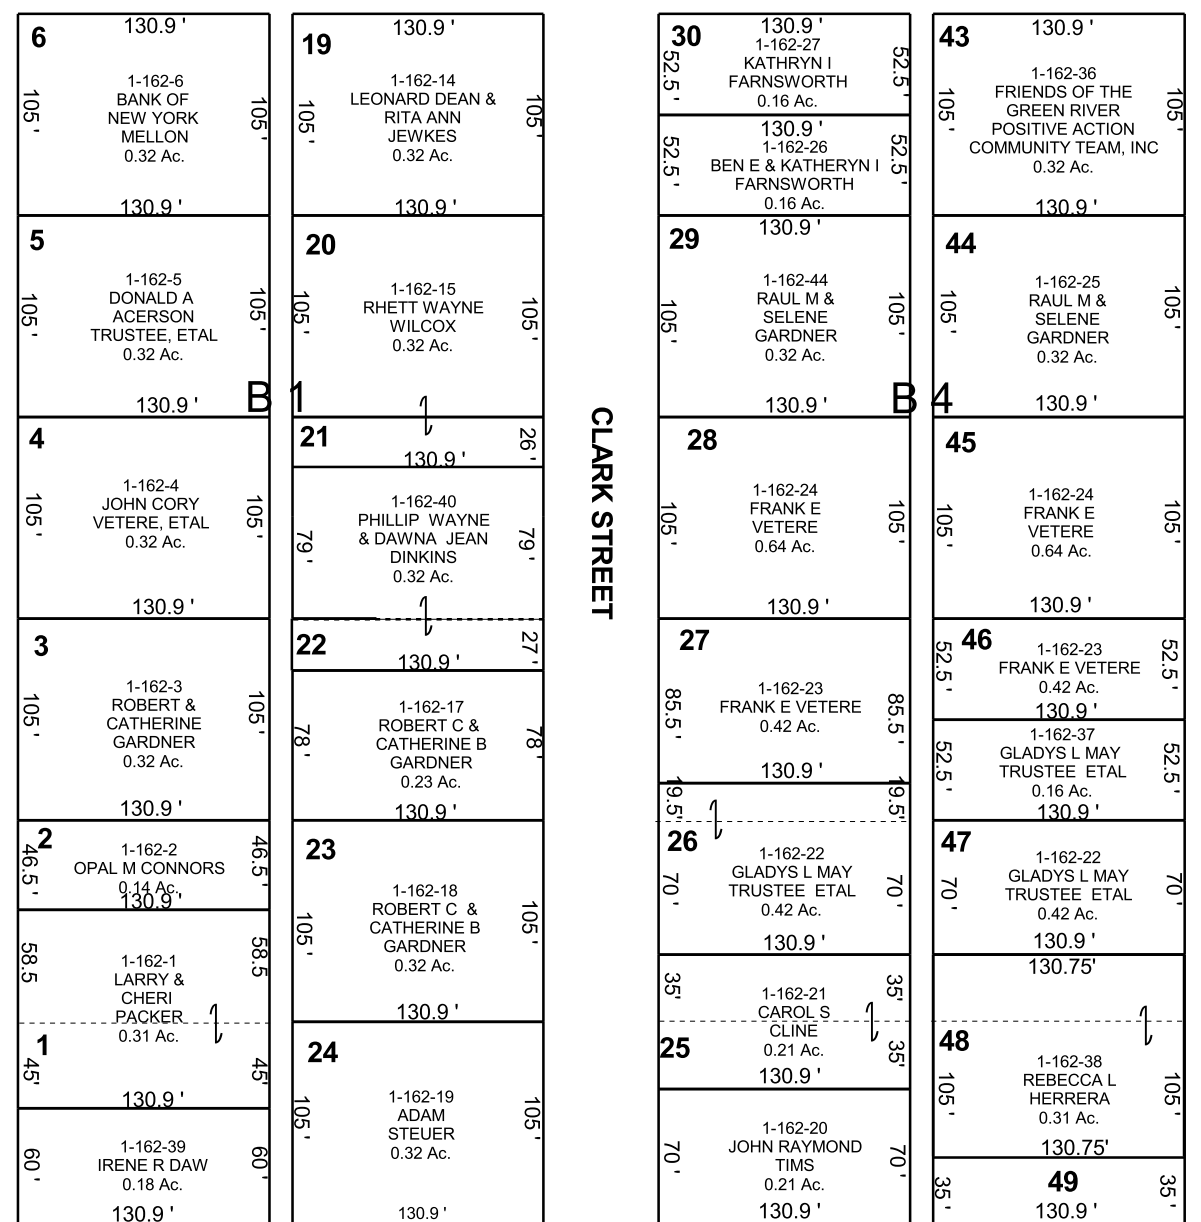 6
130.9 '
105 '
105 '
1-162-6
BANK OF
NEW YORK
MELLON
0.32 Ac.
130.9 '
5
105 '
105 '
1-162-5
DONALD A
ACERSON
TRUSTEE, ETAL
0.32 Ac.
130.9 '
4
105 '
105 '
1-162-4
JOHN CORY
VETERE, ETAL
0.32 Ac.
130.9 '
3
105 '
105 '
1-162-3
ROBERT &
CATHERINE
GARDNER
0.32 Ac.
130.9 '
2
46.5 '
46.5 '
1-162-2
OPAL M CONNORS
0.14 Ac.
130.9 '
58.5
58.5
1-162-1
LARRY &
CHERI
PACKER
0.31 Ac.
1
45'
45'
130.9 '
60 '
60 '
1-162-39
IRENE R DAW
0.18 Ac.
130.9 '
B 1
19
130.9 '
105 '
105 '
1-162-14
LEONARD DEAN &
RITA ANN
JEWKES
0.32 Ac.
130.9 '
20
105 '
105 '
1-162-15
RHETT WAYNE
WILCOX
0.32 Ac.
21
26 '
130.9 '
79 '
79 '
1-162-40
PHILLIP WAYNE
& DAWNA JEAN
DINKINS
0.32 Ac.
22
27 '
130.9 '
78 '
78 '
1-162-17
ROBERT C &
CATHERINE B
GARDNER
0.23 Ac.
130.9 '
23
105 '
105 '
1-162-18
ROBERT C &
CATHERINE B
GARDNER
0.32 Ac.
130.9 '
24
105 '
105 '
1-162-19
ADAM
STEUER
0.32 Ac.
130.9 '
CLARK STREET
30
130.9 '
52.5 '
52.5 '
1-162-27
KATHRYN I
FARNSWORTH
0.16 Ac.
130.9 '
52.5 '
52.5 '
1-162-26
BEN E & KATHERYN I
FARNSWORTH
0.16 Ac.
29
130.9 '
105 '
105 '
1-162-44
RAUL M &
SELENE
GARDNER
0.32 Ac.
130.9 '
28
105 '
105 '
1-162-24
FRANK E
VETERE
0.64 Ac.
130.9 '
27
85.5 '
85.5 '
1-162-23
FRANK E VETERE
0.42 Ac.
130.9 '
19.5'
19.5'
26
70 '
70 '
1-162-22
GLADYS L MAY
TRUSTEE ETAL
0.42 Ac.
130.9 '
35'
35'
1-162-21
CAROL S
CLINE
0.21 Ac.
25
35'
130.9 '
70 '
70 '
1-162-20
JOHN RAYMOND
TIMS
0.21 Ac.
130.9 '
B 4
43
130.9 '
105 '
105 '
1-162-36
FRIENDS OF THE
GREEN RIVER
POSITIVE ACTION
COMMUNITY TEAM, INC
0.32 Ac.
130.9 '
44
105 '
105 '
1-162-25
RAUL M &
SELENE
GARDNER
0.32 Ac.
130.9 '
45
105 '
105 '
1-162-24
FRANK E
VETERE
0.64 Ac.
130.9 '
46
52.5 '
52.5 '
1-162-23
FRANK E VETERE
0.42 Ac.
130.9 '
52.5 '
52.5 '
1-162-37
GLADYS L MAY
TRUSTEE ETAL
0.16 Ac.
130.9 '
47
70 '
70 '
1-162-22
GLADYS L MAY
TRUSTEE ETAL
0.42 Ac.
130.9 '
130.75'
48
105 '
105 '
1-162-38
REBECCA L
HERRERA
0.31 Ac.
130.75'
49
35 '
35 '
130.9 '